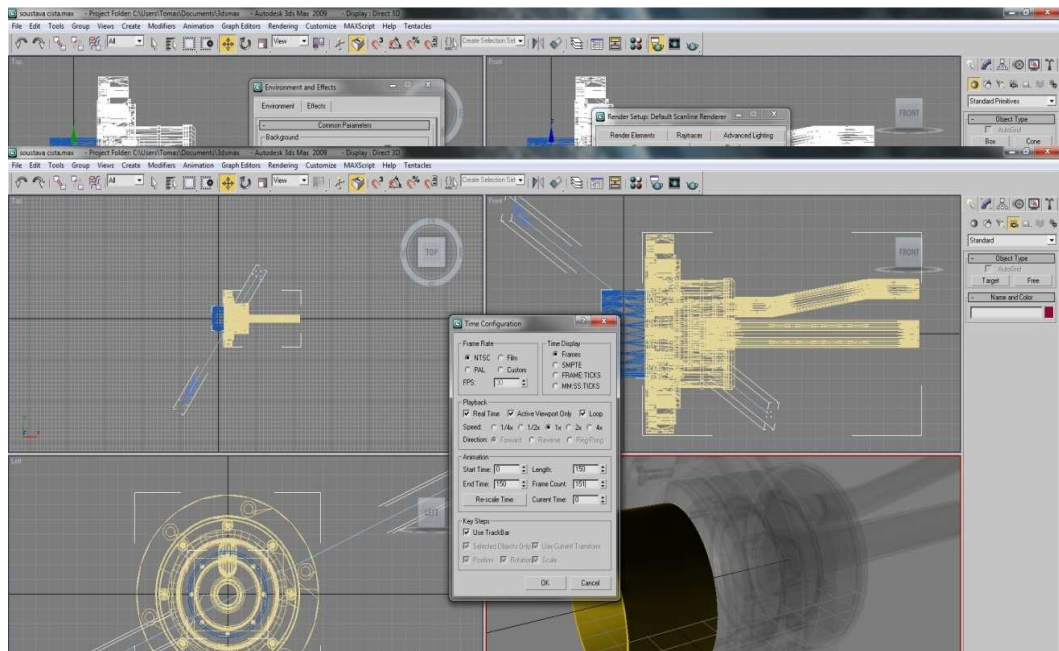 soustava cista.max - Project Folder: C:\Users\Tomas\Documents\3dsmax - Autodesk 3ds Max 2009 - Display : Direct 3D
File Edit Tools Group Views Create Modifiers Animation Graph Editors Rendering Customize MAXScript Help Tentacles
All View Create Selection Set
Top Front
FRONT
Standard Primitives
Object Type
AutoGrid
Box Cone
Environment and Effects
Environment Effects
Common Parameters
Background:
Render Setup: Default Scanline Renderer
Render Elements Raytracer Advanced Lighting
soustava cista.max - Project Folder: C:\Users\Tomas\Documents\3dsmax - Autodesk 3ds Max 2009 - Display : Direct 3D
File Edit Tools Group Views Create Modifiers Animation Graph Editors Rendering Customize MAXScript Help Tentacles
All View Create Selection Set
Top Front
TOP FRONT
Standard
Object Type
AutoGrid
Target Free
Name and Color
Left
LEFT
Time Configuration
Frame Rate
NTSC Film
PAL Custom
FPS: 30
Time Display
Frames
SMPTE
FRAME:TICKS
MM:SS:TICKS
Playback
Real Time Active Viewport Only Loop
Speed: 1/4x 1/2x 1x 2x 4x
Direction: Forward Reverse Ping-Pong
Animation
Start Time: 0 Length: 150
End Time: 150 Frame Count: 151
Re-scale Time Current Time: 0
Key Steps
Use TrackBar
Selected Objects Only Use Current Transform
Position Rotation Scale
OK Cancel